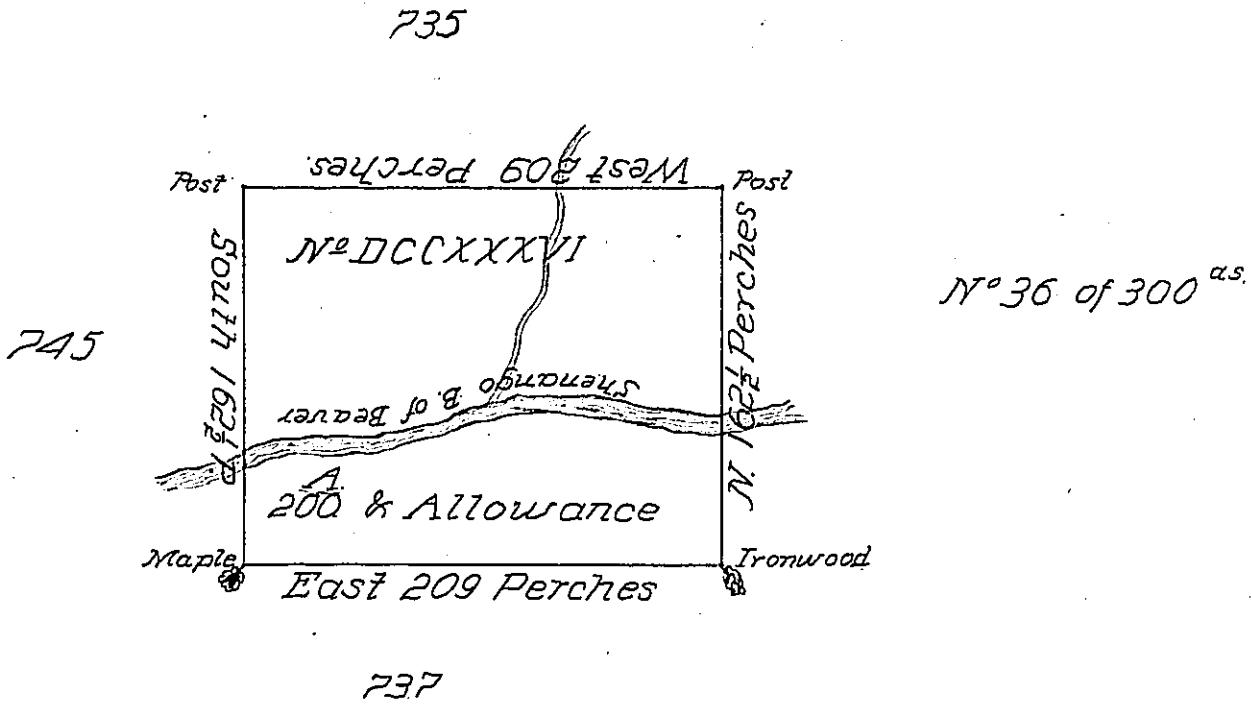 735
West 209 Perches.
Post
Post
Nº DCCXXXVI
South 162½ P
N. 162½ Perches
Nº 36 of 300 as.
745
Shenango B. of Beaver
A.
200 & Allowance
Maple
Ironwood
East 209 Perches
737